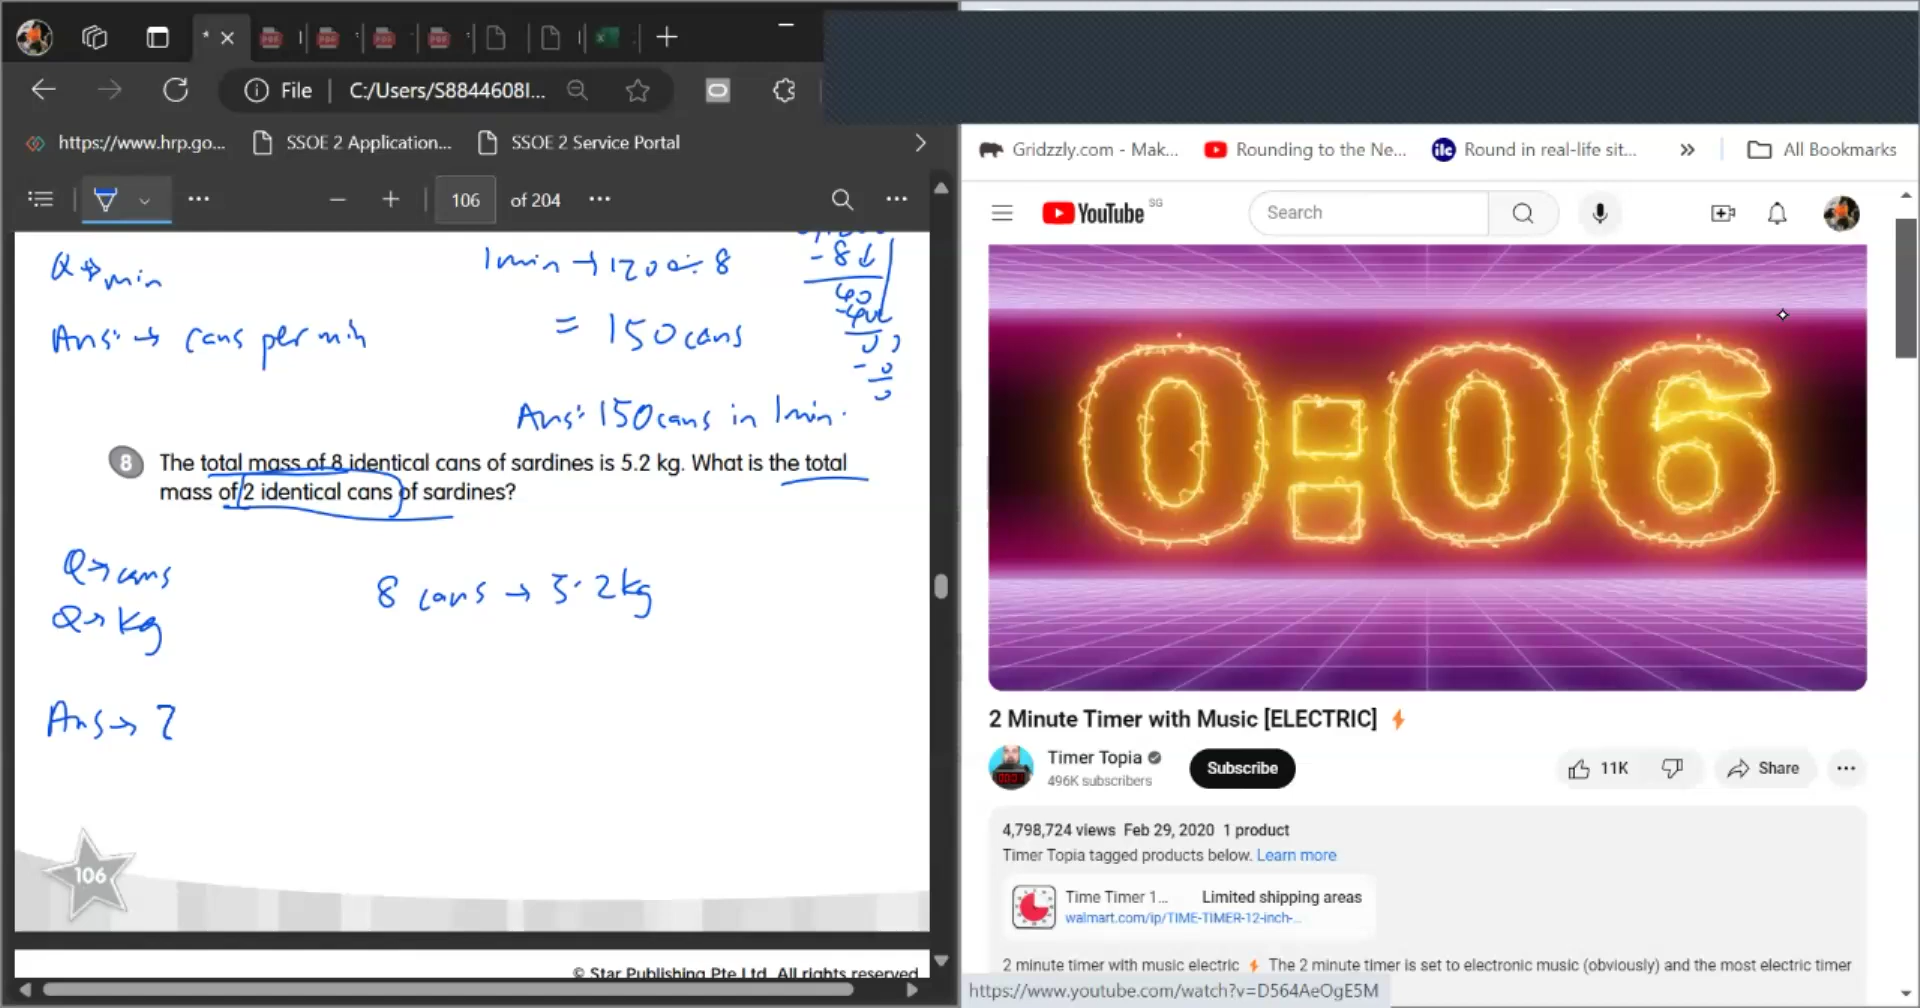 File
C:/Users/S8844608I...
https://www.hrp.go...
SSOE 2 Application...
SSOE 2 Service Portal
106
of 204
Q → min
1min → 1200 ÷ 8
- 8
40
Ans: → cans per min
= 150 cans
- 0
0
Ans: 150 cans in 1 min.
8 The total mass of 8 identical cans of sardines is 5.2 kg. What is the total
mass of 2 identical cans of sardines?
Q → cans
8 cans → 5.2 kg
Q → kg
Ans → ?
106
© Star Publishing Pte Ltd. All rights reserved
Gridzzly.com - Mak...
Rounding to the Ne...
ilc
Round in real-life sit...
All Bookmarks
YouTube SG
Search
0:06
2 Minute Timer with Music [ELECTRIC]
Timer Topia
496K subscribers
Subscribe
11K
Share
4,798,724 views Feb 29, 2020 1 product
Timer Topia tagged products below. Learn more
Time Timer 1...
Limited shipping areas
walmart.com/ip/TIME-TIMER-12-inch-...
2 minute timer with music electric ⚡ The 2 minute timer is set to electronic music (obviously) and the most electric timer
https://www.youtube.com/watch?v=D564AeOgE5M